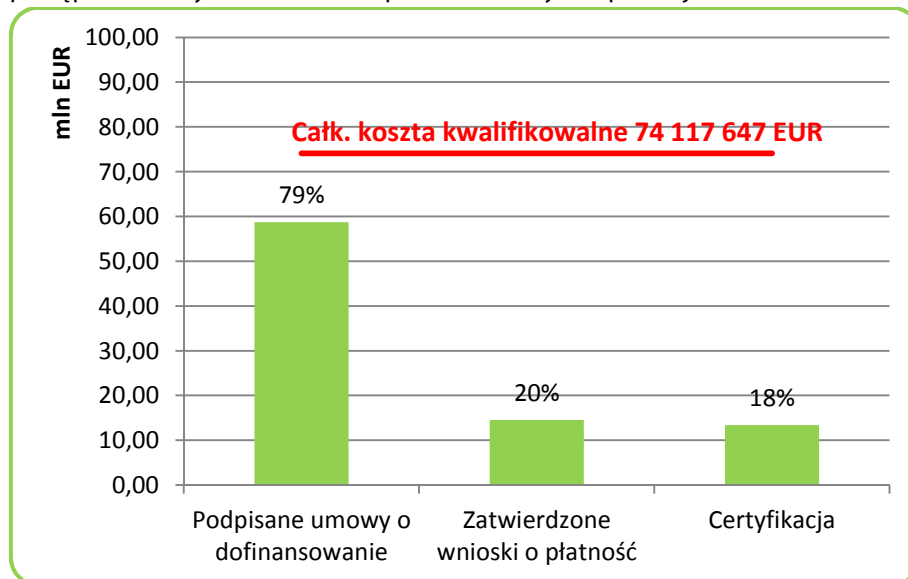 100,00
90,00
80,00
70,00
60,00
50,00
40,00
30,00
20,00
10,00
0,00
mln EUR
Całk. koszta kwalifikowalne 74 117 647 EUR
79%
20%
18%
Podpisane umowy o
dofinansowanie
Zatwierdzone
wnioski o płatność
Certyfikacja